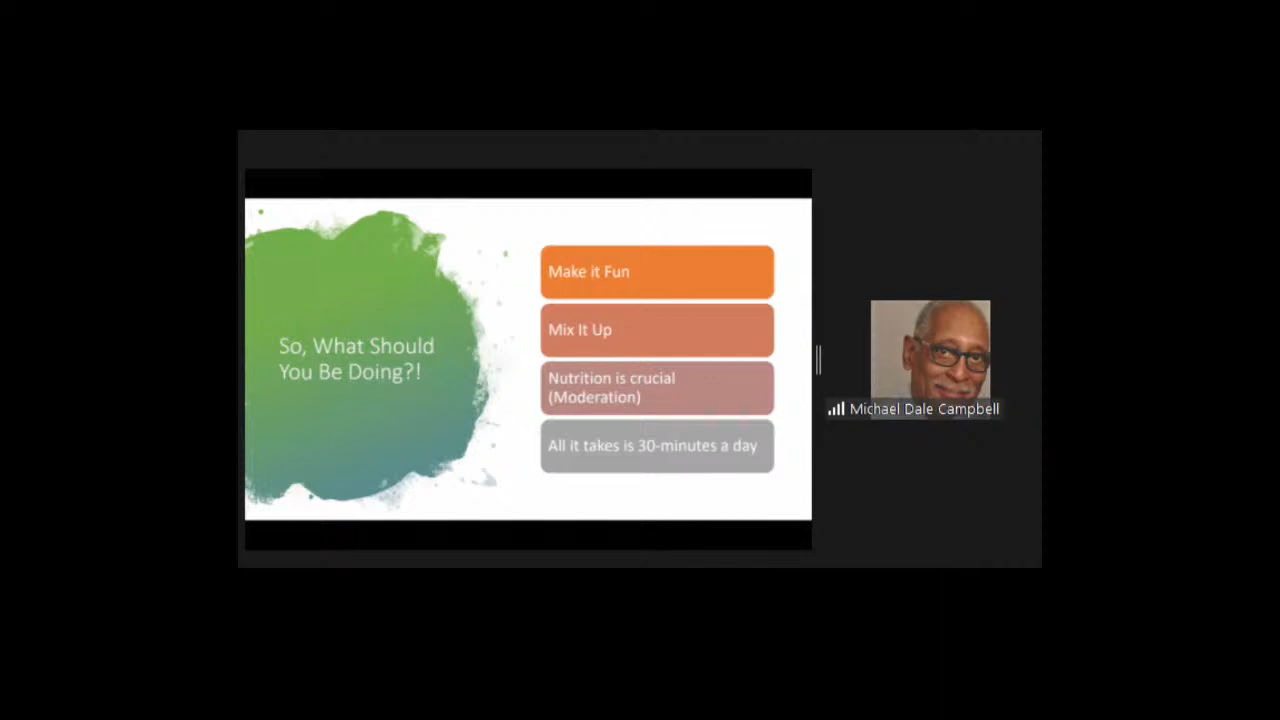 So, What Should
You Be Doing?!
Make it Fun
Mix It Up
Nutrition is crucial
(Moderation)
All it takes is 30-minutes a day
Michael Dale Campbell